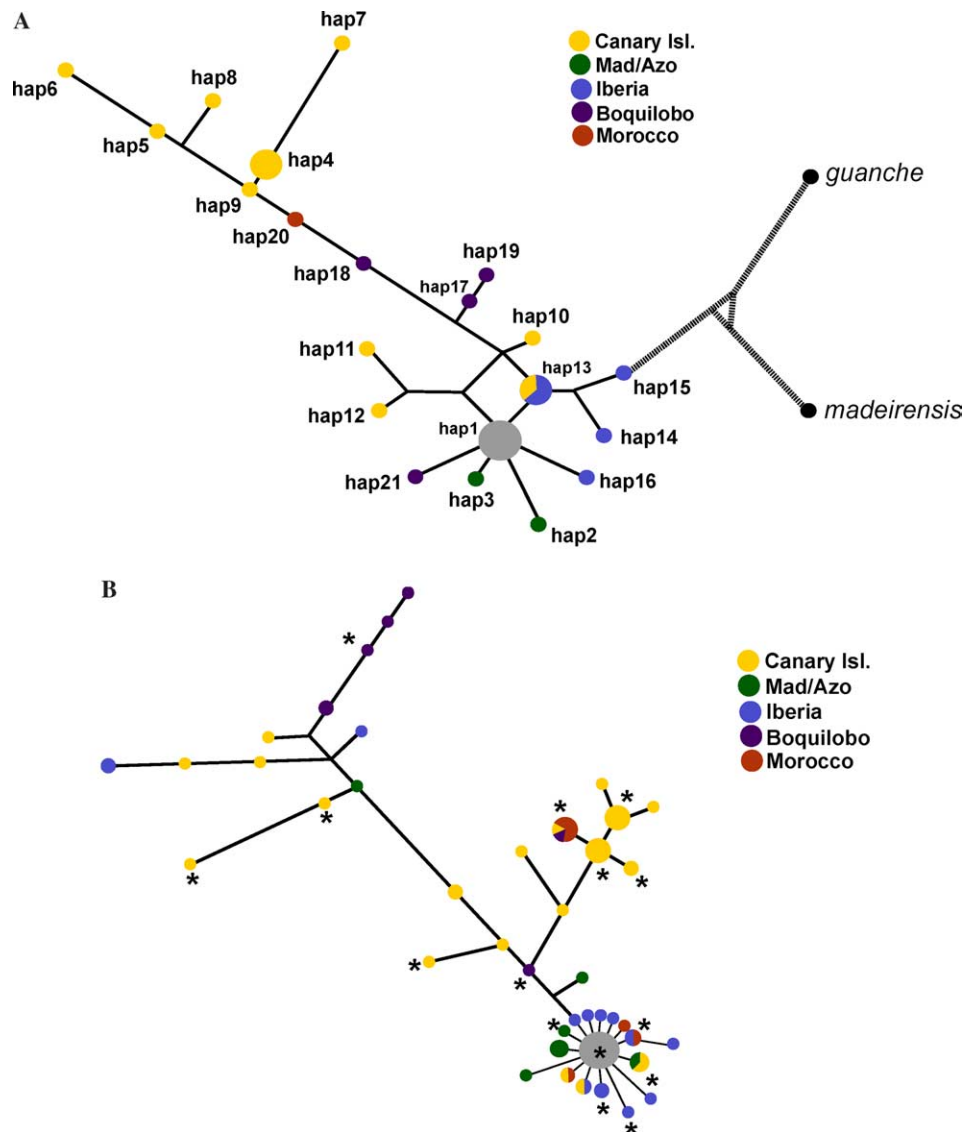 A
hap7
Canary Isl.
Mad/Azo
Iberia
Boquilobo
Morocco
hap6
hap8
hap5
hap4
guanche
hap9
hap20
hap18
hap19
hap17
hap10
hap11
hap13
hap15
hap12
madeirensis
hap1
hap14
hap21
hap3
hap16
hap2
B
*
Canary Isl.
Mad/Azo
Iberia
Boquilobo
Morocco
*
*
*
*
*
*
*
*
*
*
*
*
*
*